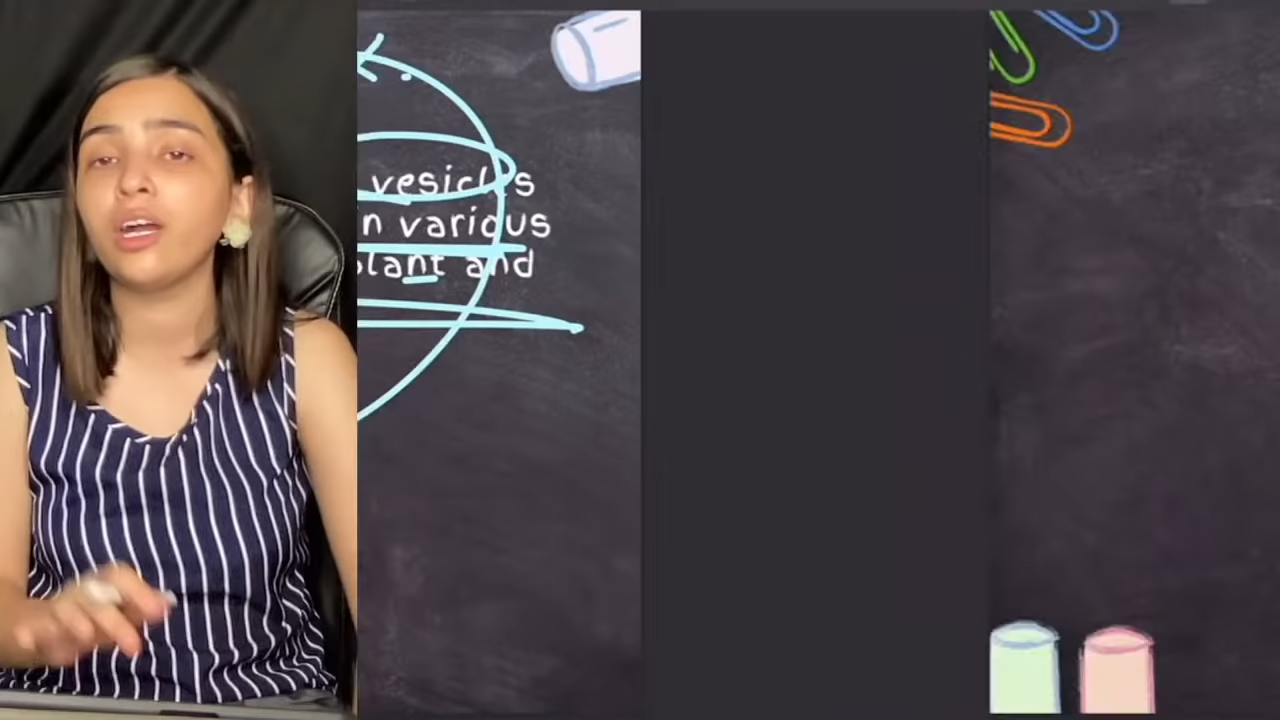 vesicles
n various
plant and